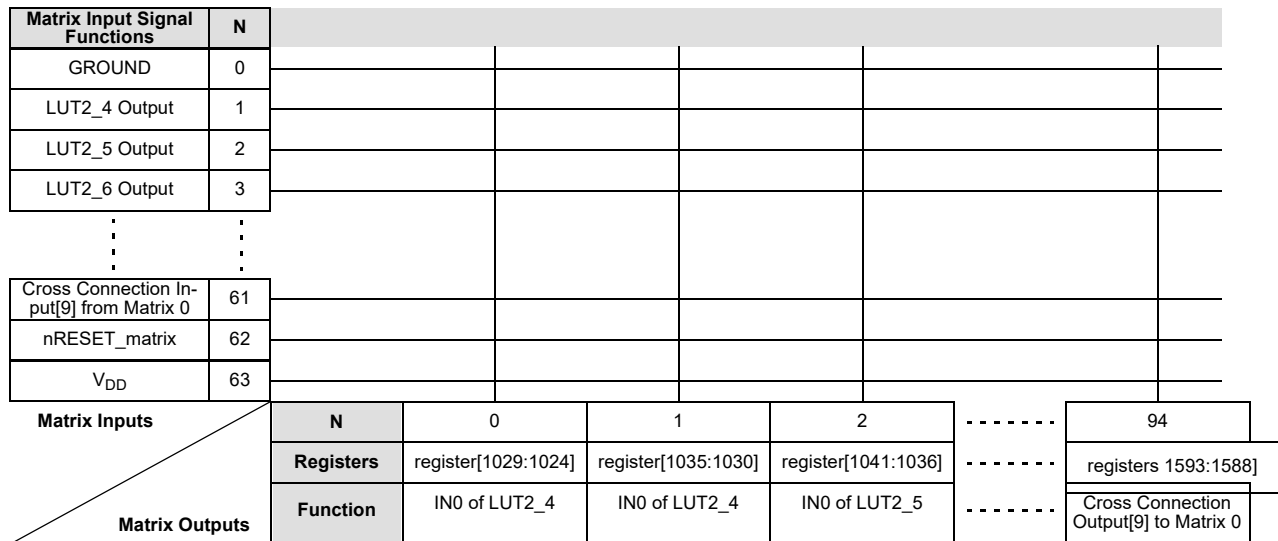 Matrix Input Signal
Functions
N
GROUND
0
LUT2_4 Output
1
LUT2_5 Output
2
LUT2_6 Output
3
Cross Connection In-
put[9] from Matrix 0
61
nRESET_matrix
62
VDD
63
Matrix Inputs
Matrix Outputs
N
0
1
2
94
Registers
register[1029:1024]
register[1035:1030]
register[1041:1036]
registers 1593:1588]
Function
IN0 of LUT2_4
IN0 of LUT2_4
IN0 of LUT2_5
Cross Connection
Output[9] to Matrix 0